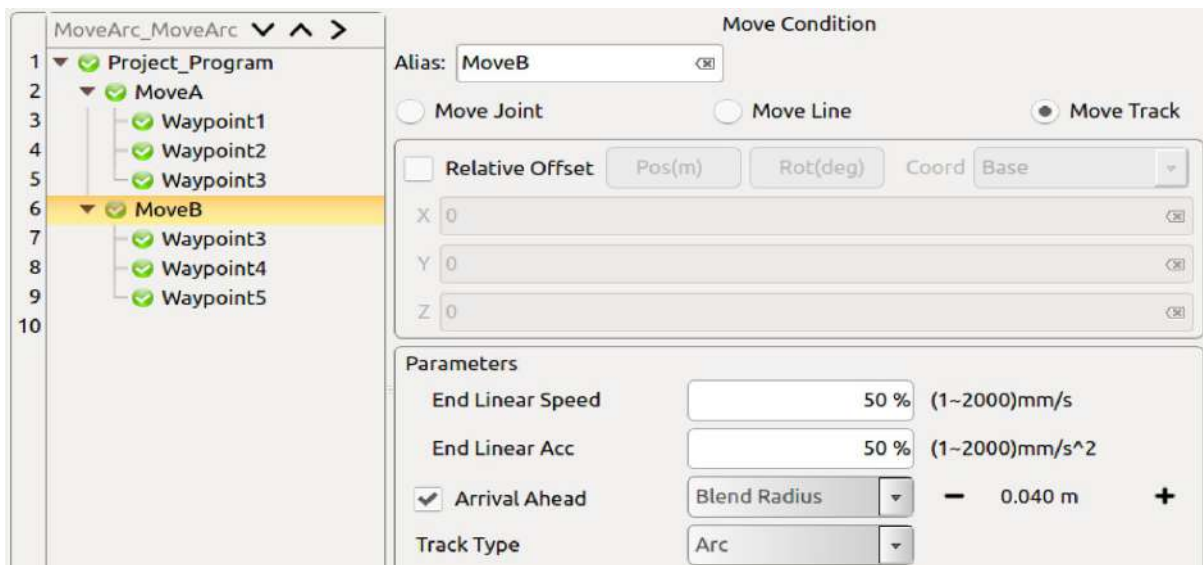 MoveArc_MoveArc
1 Project_Program
2 MoveA
3 Waypoint1
4 Waypoint2
5 Waypoint3
6 MoveB
7 Waypoint3
8 Waypoint4
9 Waypoint5
10
Move Condition
Alias: MoveB
Move Joint Move Line Move Track
Relative Offset Pos(m) Rot(deg) Coord Base
X 0
Y 0
Z 0
Parameters
End Linear Speed 50 % (1~2000)mm/s
End Linear Acc 50 % (1~2000)mm/s^2
Arrival Ahead Blend Radius − 0.040 m +
Track Type Arc